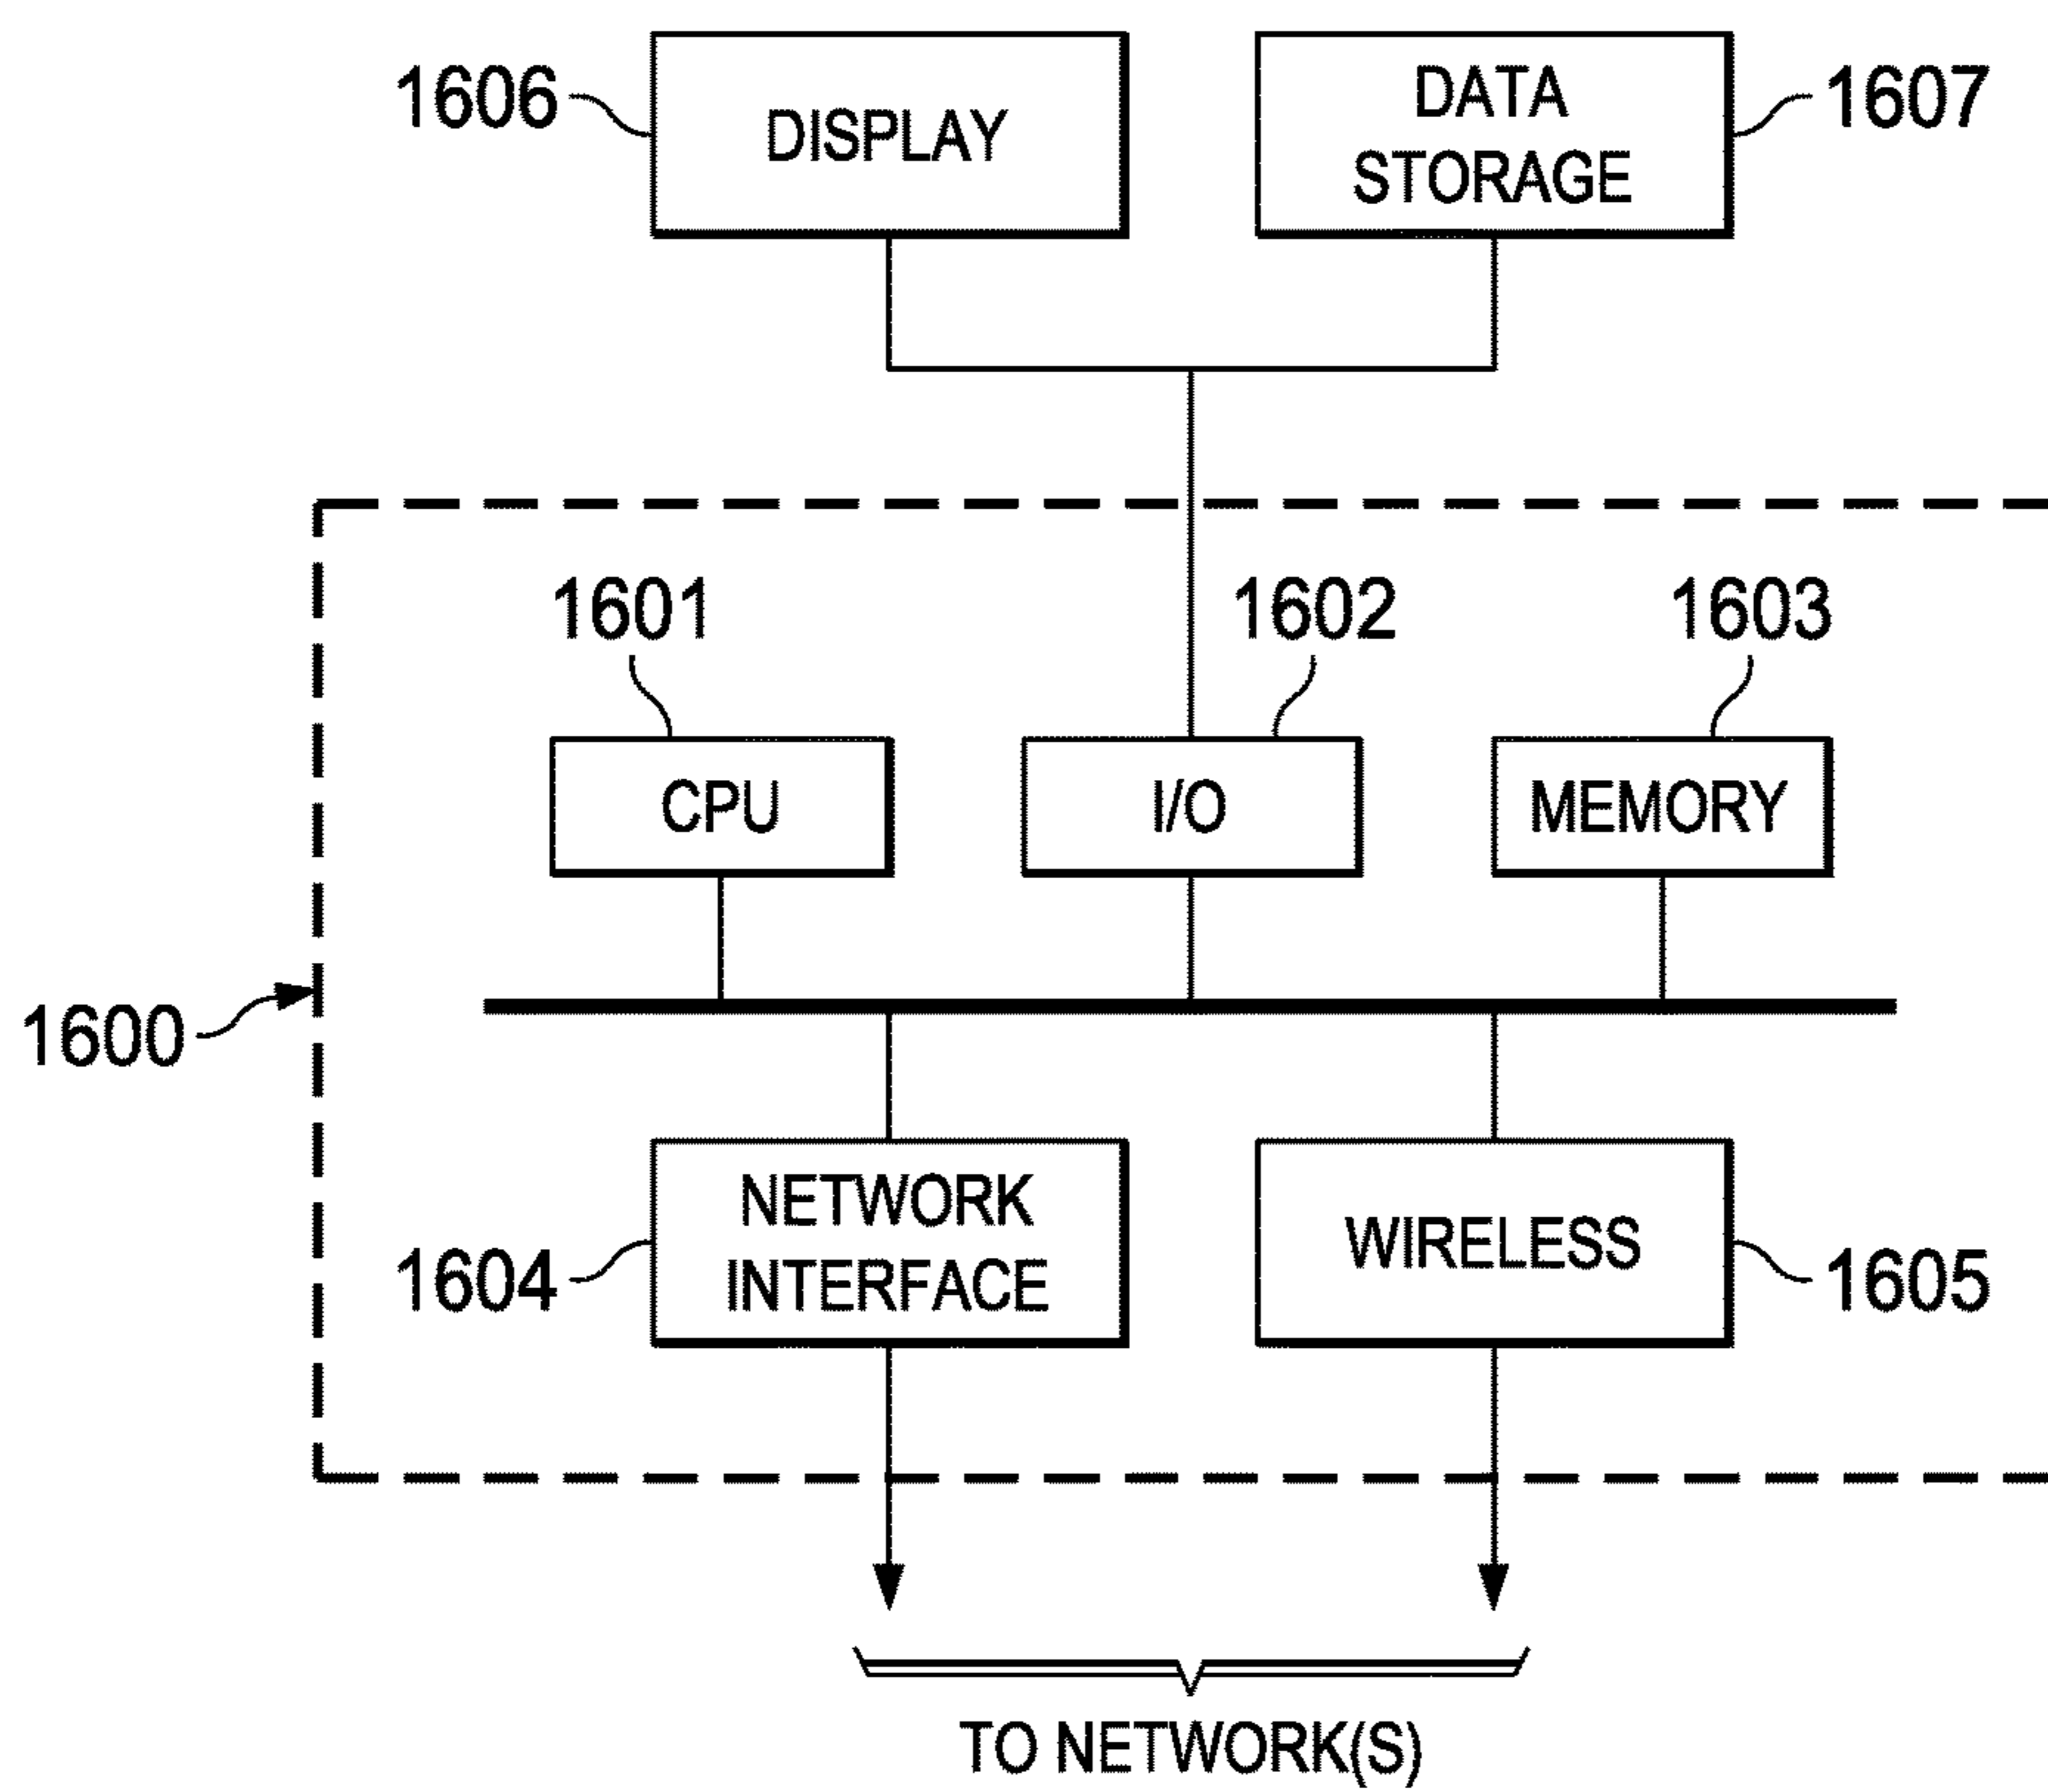 1606
DISPLAY
DATA
STORAGE
1607
1601
1602
1603
CPU
I/O
MEMORY
1600
NETWORK
INTERFACE
1604
WIRELESS
1605
TO NETWORK(S)